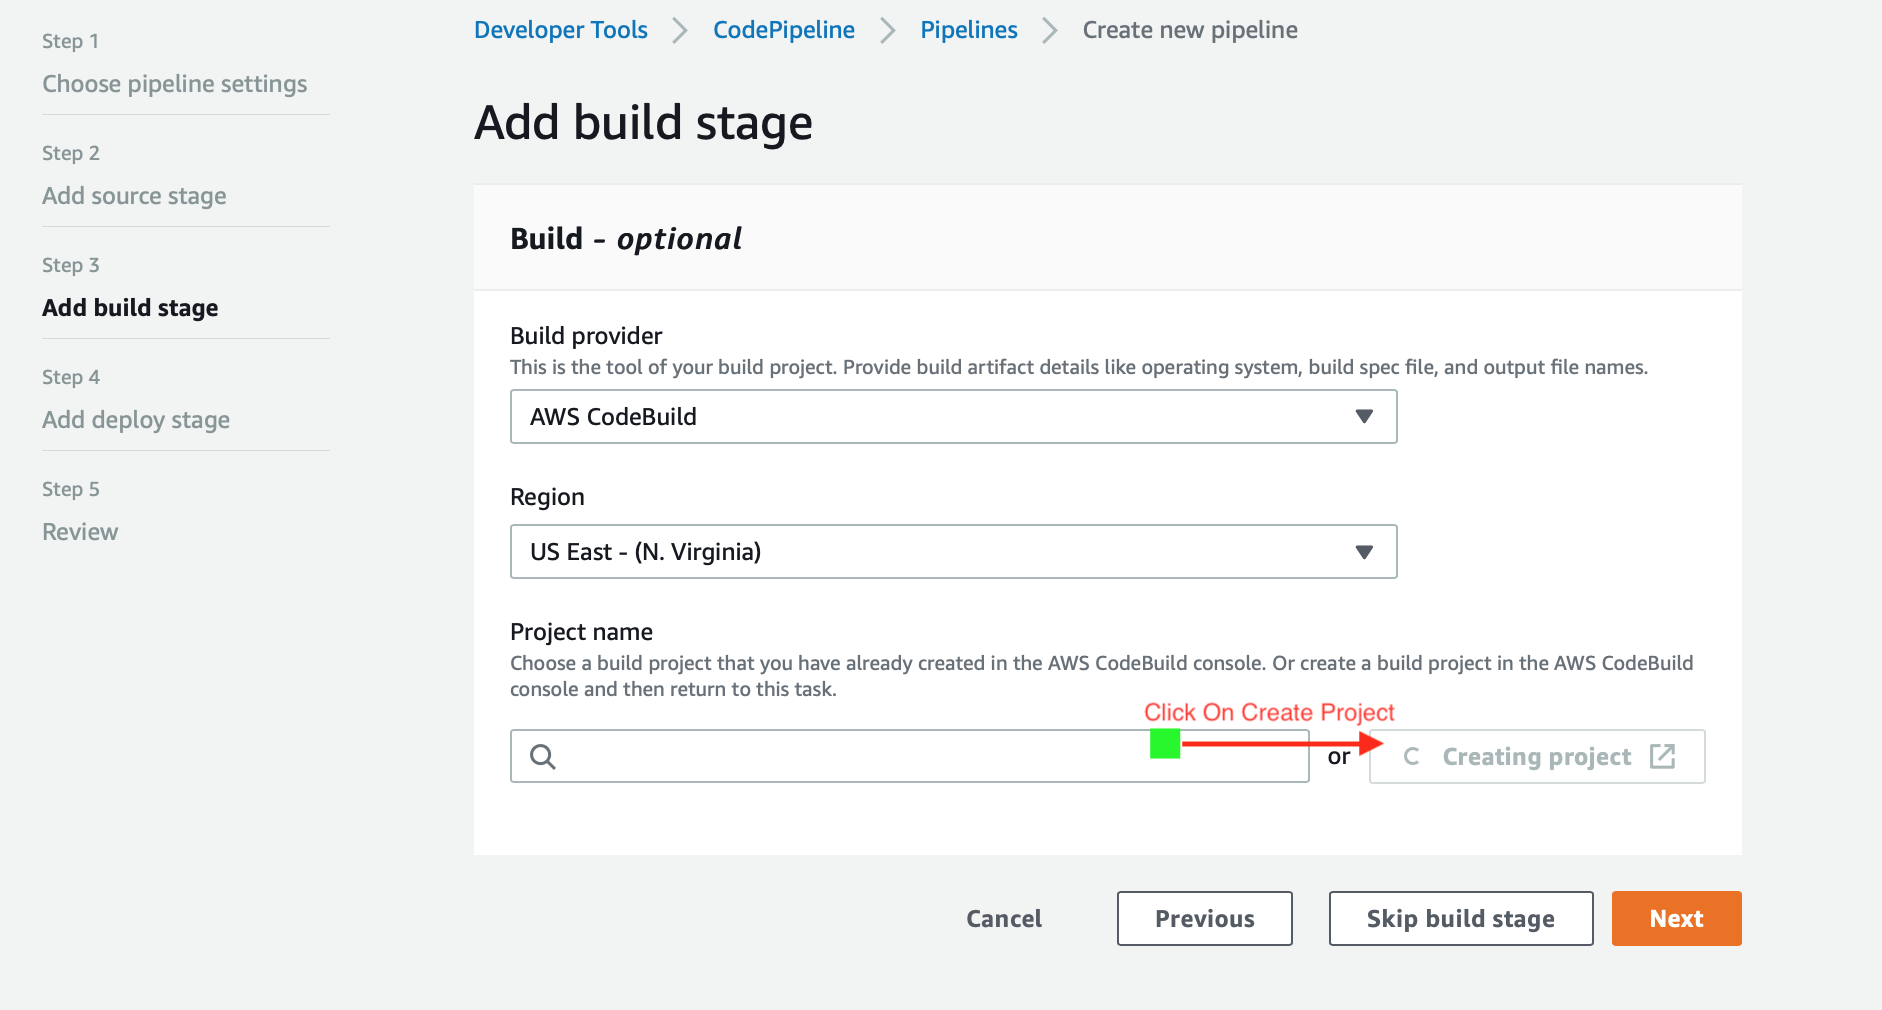 Developer Tools > CodePipeline > Pipelines > Create new pipeline
Step 1
Choose pipeline settings
Step 2
Add source stage
Step 3
Add build stage
Step 4
Add deploy stage
Step 5
Review
Add build stage
Build - optional
Build provider
This is the tool of your build project. Provide build artifact details like operating system, build spec file, and output file names.
AWS CodeBuild
Region
US East - (N. Virginia)
Project name
Choose a build project that you have already created in the AWS CodeBuild console. Or create a build project in the AWS CodeBuild
console and then return to this task.
Click On Create Project
or
Creating project
Cancel
Previous
Skip build stage
Next